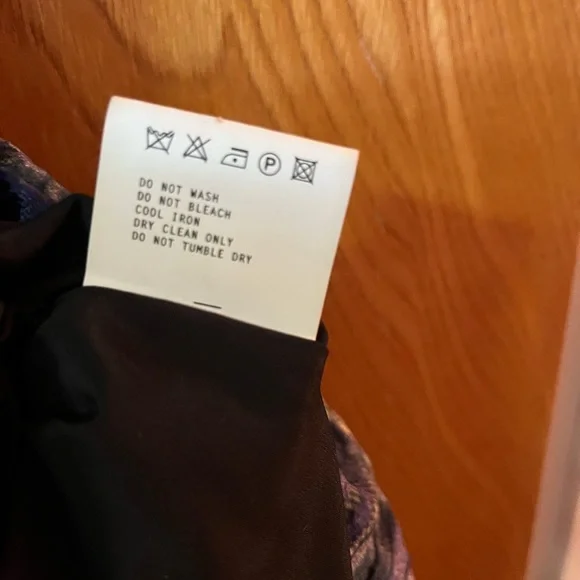 P
DO NOT WASH
DO NOT BLEACH
COOL IRON
DRY CLEAN ONLY
DO NOT TUMBLE DRY